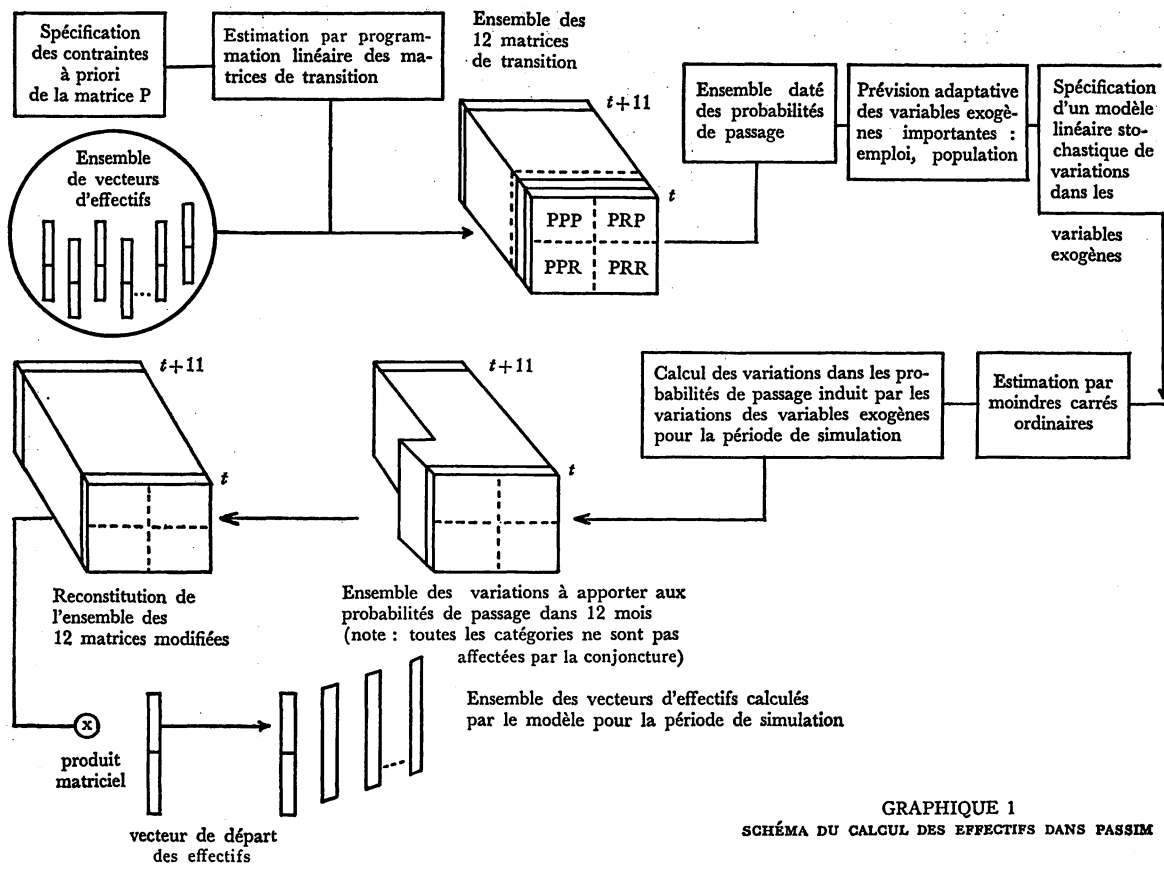 Spécification
des contraintes
à priori
de la matrice P
Estimation par program-
mation linéaire des ma-
trices de transition
Ensemble des
12 matrices
de transition
t+11
t
PPP
PRP
PPR
PRR
Ensemble daté
des probabilités
de passage
Prévision adaptative
des variables exogè-
nes importantes :
emploi, population
Spécification
d'un modèle
linéaire sto-
chastique de
variations
dans les
variables
exogènes
Ensemble
de vecteurs
d'effectifs
t+11
t
t+11
t
Calcul des variations dans les pro-
babilités de passage induit par les
variations des variables exogènes
pour la période de simulation
Estimation par
moindres carrés
ordinaires
Reconstitution de
l'ensemble des
12 matrices modifiées
Ensemble des variations à apporter aux
probabilités de passage dans 12 mois
(note : toutes les catégories ne sont pas
affectées par la conjoncture)
Ensemble des vecteurs d'effectifs calculés
par le modèle pour la période de simulation
x
produit
matriciel
vecteur de départ
des effectifs
GRAPHIQUE 1
SCHÉMA DU CALCUL DES EFFECTIFS DANS PASSIM